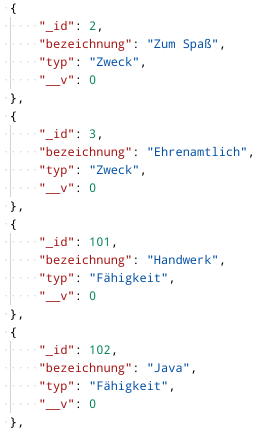 {
"_id": 2,
"bezeichnung": "Zum Spaß",
"typ": "Zweck",
"__v": 0
},
{
"_id": 3,
"bezeichnung": "Ehrenamtlich",
"typ": "Zweck",
"__v": 0
},
{
"_id": 101,
"bezeichnung": "Handwerk",
"typ": "Fähigkeit",
"__v": 0
},
{
"_id": 102,
"bezeichnung": "Java",
"typ": "Fähigkeit",
"__v": 0
},